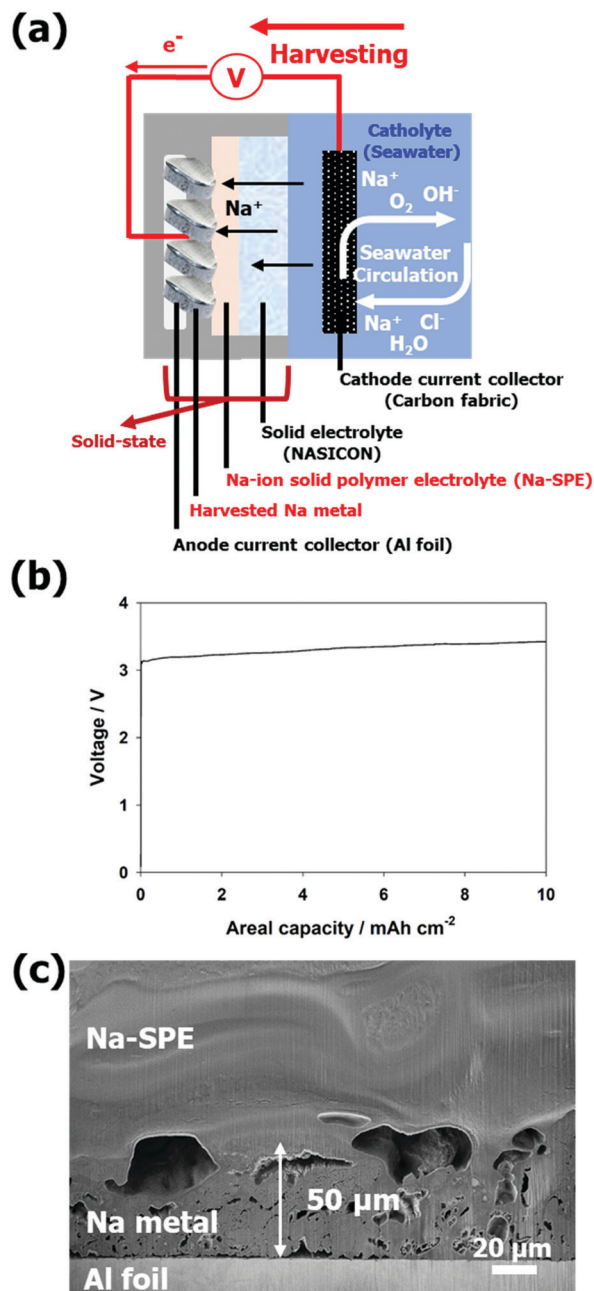 (a)
Harvesting
e⁻
V
Catholyte
(Seawater)
Na⁺
O₂ OH⁻
Na⁺
Seawater
Circulation
Na⁺ Cl⁻
H₂O
Cathode current collector
(Carbon fabric)
Solid-state
Solid electrolyte
(NASICON)
Na-ion solid polymer electrolyte (Na-SPE)
Harvested Na metal
Anode current collector (Al foil)
(b)
4
3
2
1
0
Voltage / V
0 2 4 6 8 10
Areal capacity / mAh cm⁻²
(c)
Na-SPE
50 µm
Na metal
20 µm
Al foil